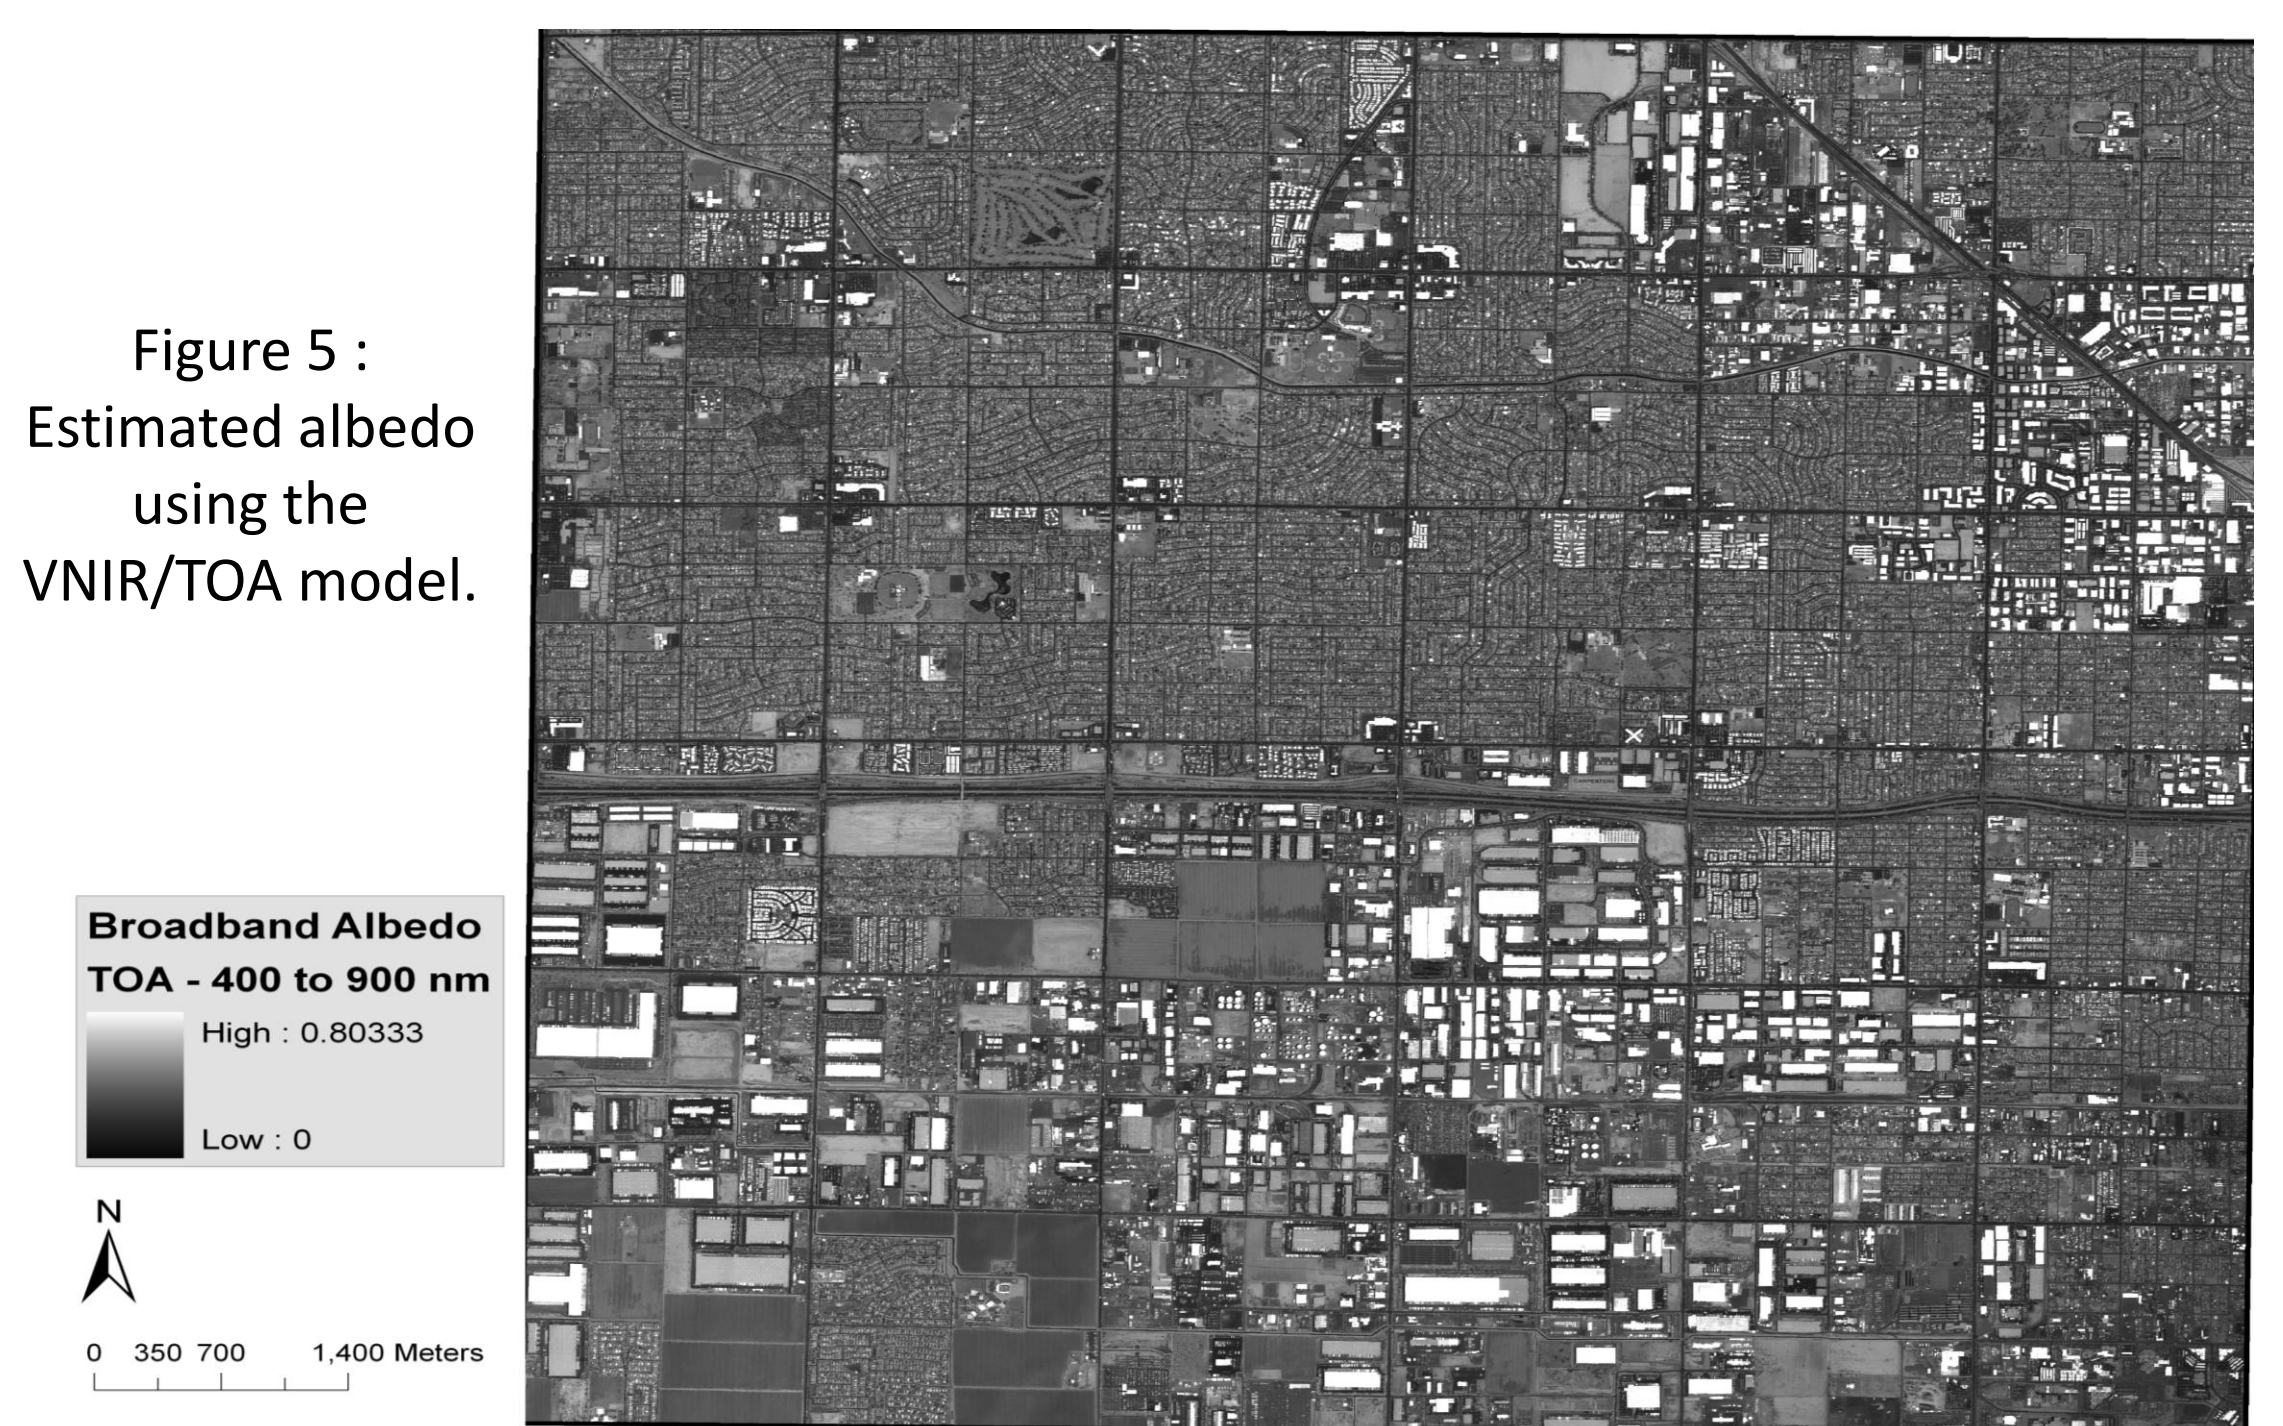 Figure 5 :
Estimated albedo
using the
VNIR/TOA model.
Broadband Albedo
TOA - 400 to 900 nm
High : 0.80333
Low : 0
N
0 350 700 1,400 Meters